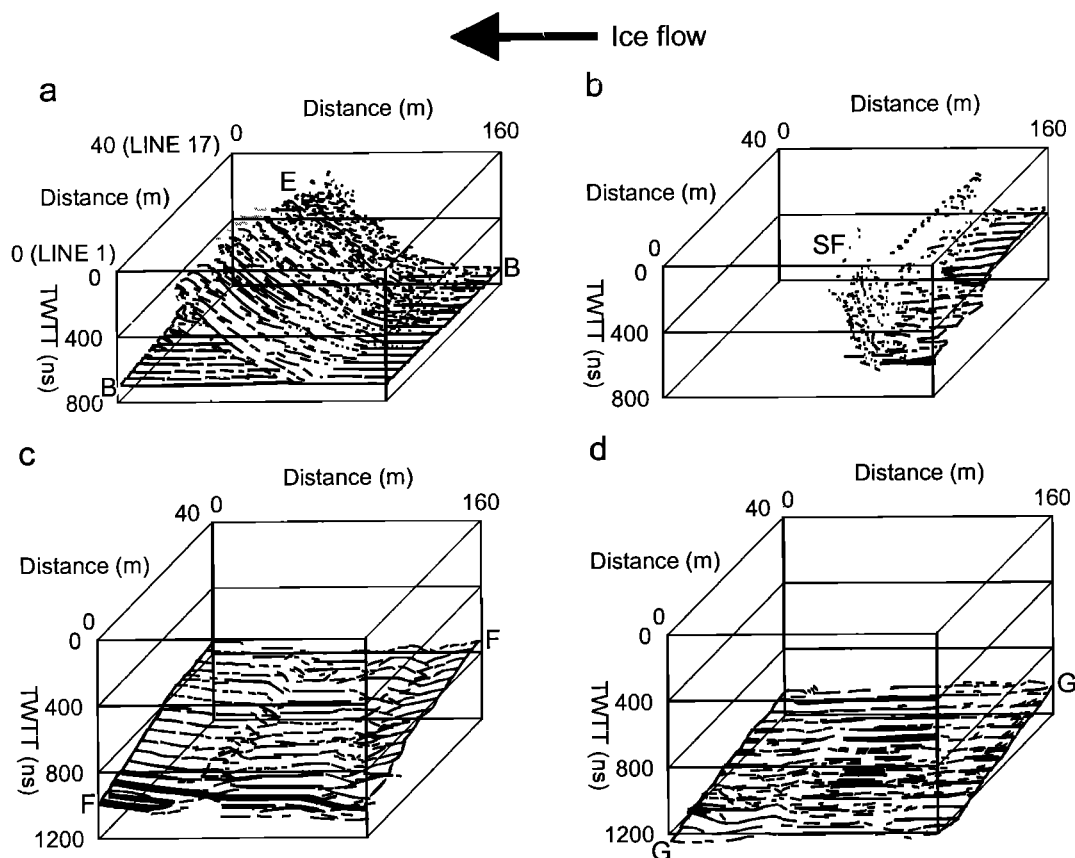 Ice flow
a
Distance (m)
40 (LINE 17)
0
160
Distance (m)
E
0 (LINE 1)
0
B
TWTT (ns)
400
B
800
b
Distance (m)
40
0
160
Distance (m)
0
SF
0
TWTT (ns)
400
800
c
Distance (m)
40
0
160
Distance (m)
0
0
F
TWTT (ns)
400
800
F
1200
d
Distance (m)
40
0
160
Distance (m)
0
0
G
TWTT (ns)
400
800
1200
G